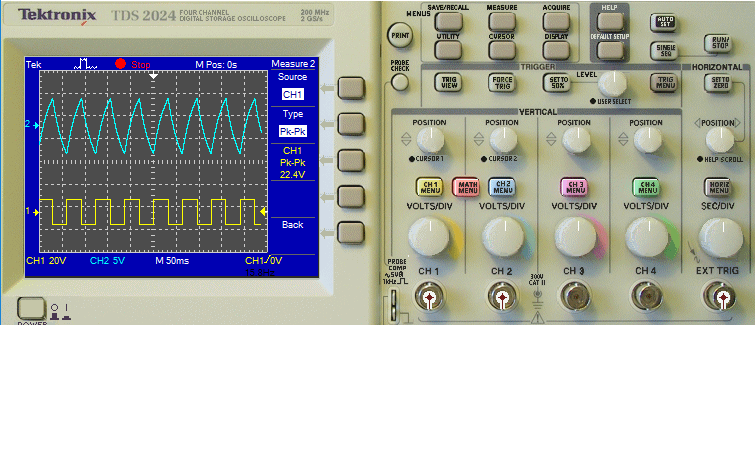 Tektronix TDS 2024 FOUR CHANNEL DIGITAL STORAGE OSCILLOSCOPE 200 MHz 2 GS/s
Tek Stop M Pos: 0s Measure 2
Source
CH1
Type
Pk-Pk
CH1
Pk-Pk
22.4V
Back
2
1
CH1 20V CH2 5V M 50ms CH1 0V
POWER
MENUS
SAVE/RECALL MEASURE ACQUIRE HELP
AUTO SET
PRINT
UTILITY CURSOR DISPLAY DEFAULT SETUP
SINGLE SEQ
RUN/STOP
PROBE CHECK
TRIGGER
HORIZONTAL
TRIG VIEW
FORCE TRIG
SET TO 50%
LEVEL
USER SELECT
TRIG MENU
SET TO ZERO
VERTICAL
POSITION POSITION POSITION POSITION POSITION
CURSOR 1 CURSOR 2 HELP SCROLL
CH 1 MENU
MATH MENU
CH 2 MENU
CH 3 MENU
CH 4 MENU
HORIZ MENU
VOLTS/DIV VOLTS/DIV VOLTS/DIV VOLTS/DIV SEC/DIV
PROBE COMP
~5V
1kHz
CH 1 CH 2 CH 3 CH 4 EXT TRIG
300V
CAT II